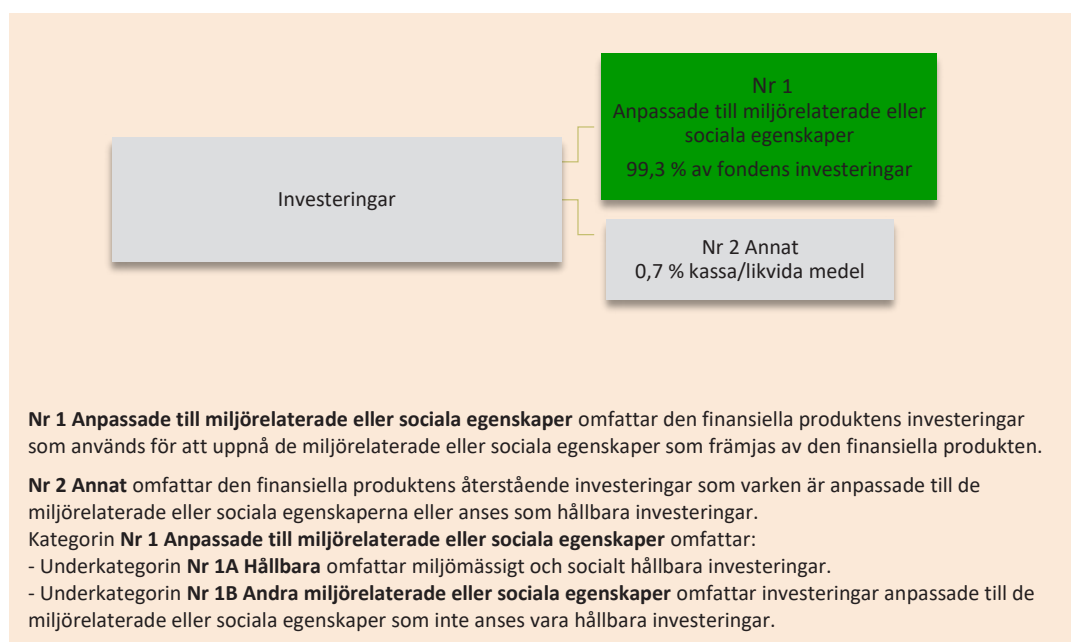 Nr 1
Anpassade till miljörelaterade eller
sociala egenskaper
99,3 % av fondens investeringar
Investeringar
Nr 2 Annat
0,7 % kassa/likvida medel
Nr 1 Anpassade till miljörelaterade eller sociala egenskaper omfattar den finansiella produktens investeringar
som används för att uppnå de miljörelaterade eller sociala egenskaper som främjas av den finansiella produkten.
Nr 2 Annat omfattar den finansiella produktens återstående investeringar som varken är anpassade till de
miljörelaterade eller sociala egenskaperna eller anses som hållbara investeringar.
Kategorin Nr 1 Anpassade till miljörelaterade eller sociala egenskaper omfattar:
- Underkategorin Nr 1A Hållbara omfattar miljömässigt och socialt hållbara investeringar.
- Underkategorin Nr 1B Andra miljörelaterade eller sociala egenskaper omfattar investeringar anpassade till de
miljörelaterade eller sociala egenskaper som inte anses vara hållbara investeringar.